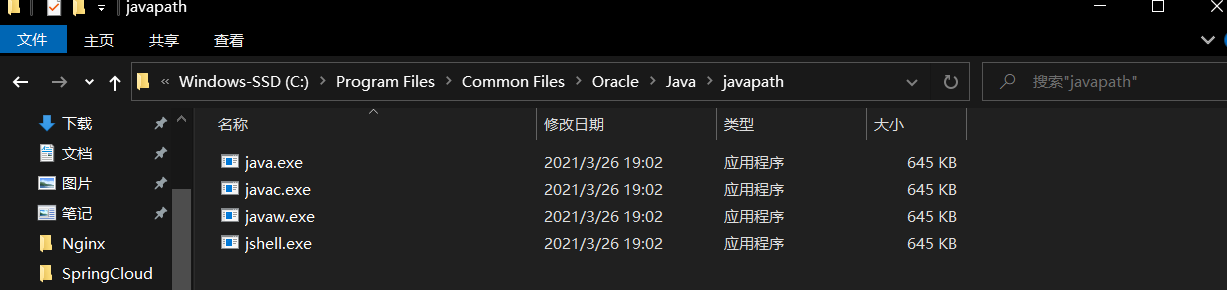 javapath
文件 主页 共享 查看
« Windows-SSD (C:) › Program Files › Common Files › Oracle › Java › javapath 搜索"javapath"
下载
文档
图片
笔记
Nginx
SpringCloud
名称 修改日期 类型 大小
java.exe 2021/3/26 19:02 应用程序 645 KB
javac.exe 2021/3/26 19:02 应用程序 645 KB
javaw.exe 2021/3/26 19:02 应用程序 645 KB
jshell.exe 2021/3/26 19:02 应用程序 645 KB